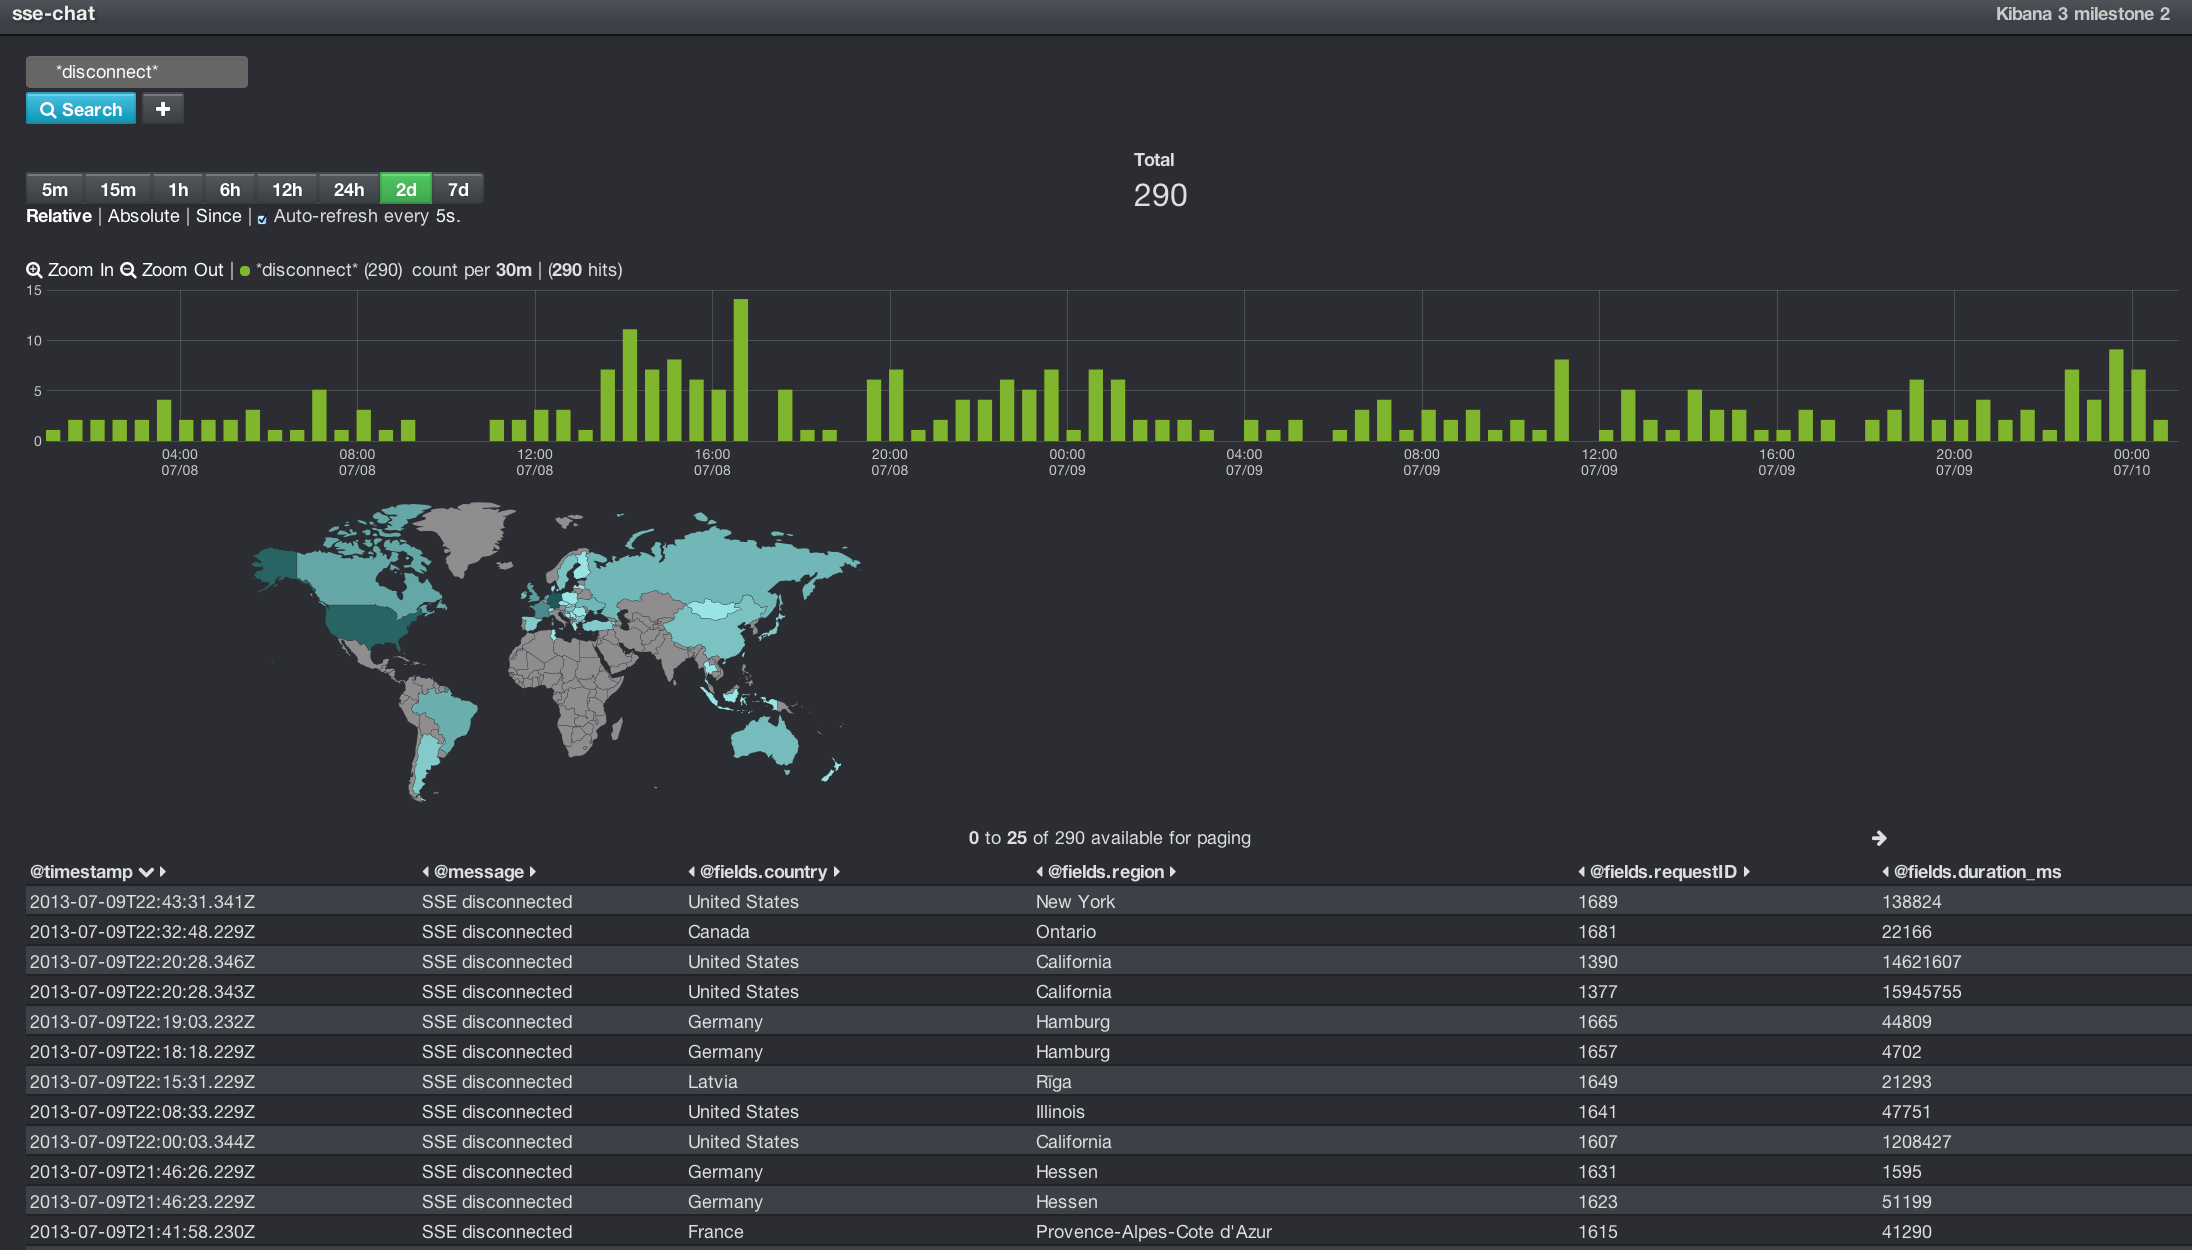 sse-chat Kibana 3 milestone 2
*disconnect*
Search
Total
290
5m 15m 1h 6h 12h 24h 2d 7d
Relative | Absolute | Since | Auto-refresh every 5s.
Zoom In Zoom Out | *disconnect* (290) count per 30m | (290 hits)
15
10
5
0
04:00 08:00 12:00 16:00 20:00 00:00 04:00 08:00 12:00 16:00 20:00 00:00
07/08 07/08 07/08 07/08 07/08 07/09 07/09 07/09 07/09 07/09 07/09 07/10
0 to 25 of 290 available for paging
@timestamp @message @fields.country @fields.region @fields.requestID @fields.duration_ms
2013-07-09T22:43:31.341Z SSE disconnected United States New York 1689 138824
2013-07-09T22:32:48.229Z SSE disconnected Canada Ontario 1681 22166
2013-07-09T22:20:28.346Z SSE disconnected United States California 1390 14621607
2013-07-09T22:20:28.343Z SSE disconnected United States California 1377 15945755
2013-07-09T22:19:03.232Z SSE disconnected Germany Hamburg 1665 44809
2013-07-09T22:18:18.229Z SSE disconnected Germany Hamburg 1657 4702
2013-07-09T22:15:31.229Z SSE disconnected Latvia Rīga 1649 21293
2013-07-09T22:08:33.229Z SSE disconnected United States Illinois 1641 47751
2013-07-09T22:00:03.344Z SSE disconnected United States California 1607 1208427
2013-07-09T21:46:26.229Z SSE disconnected Germany Hessen 1631 1595
2013-07-09T21:46:23.229Z SSE disconnected Germany Hessen 1623 51199
2013-07-09T21:41:58.230Z SSE disconnected France Provence-Alpes-Cote d'Azur 1615 41290